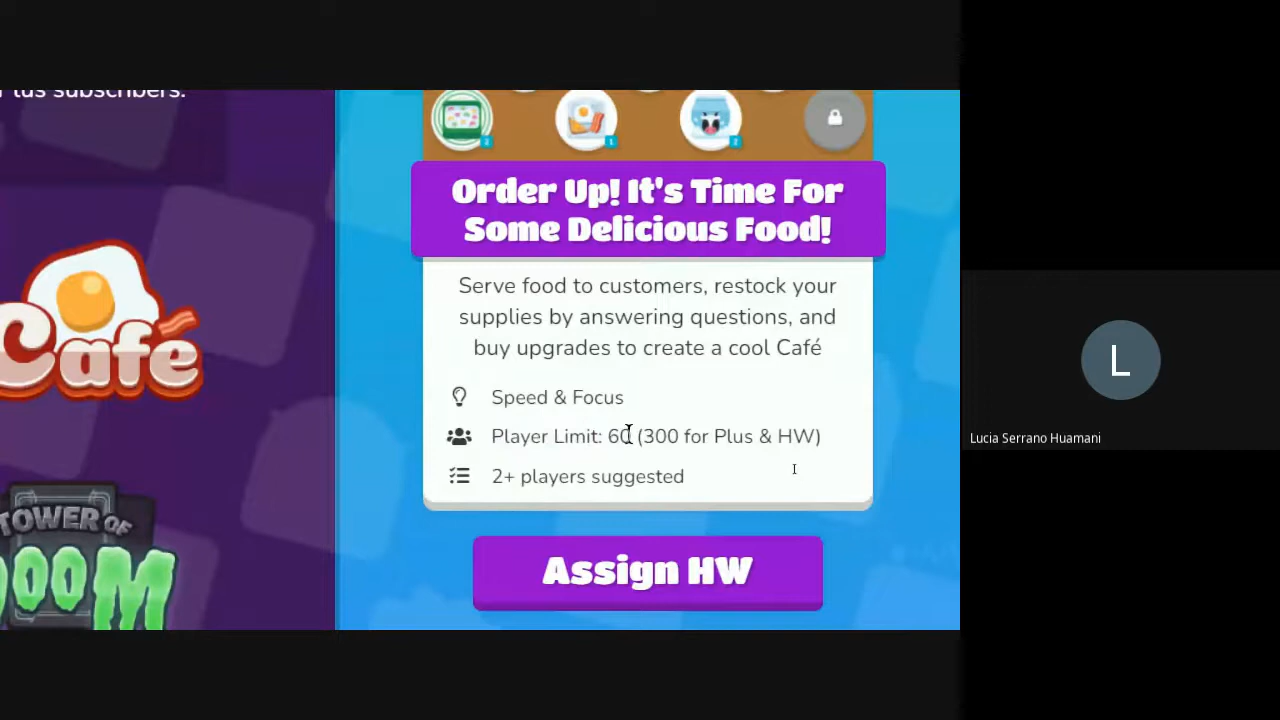 lus subscribers.
Order Up! It's Time For
Some Delicious Food!
Serve food to customers, restock your
supplies by answering questions, and
buy upgrades to create a cool Café
Café
Speed & Focus
Player Limit: 60 (300 for Plus & HW)
2+ players suggested
TOWER OF
DOOM
Assign HW
L
Lucia Serrano Huamani